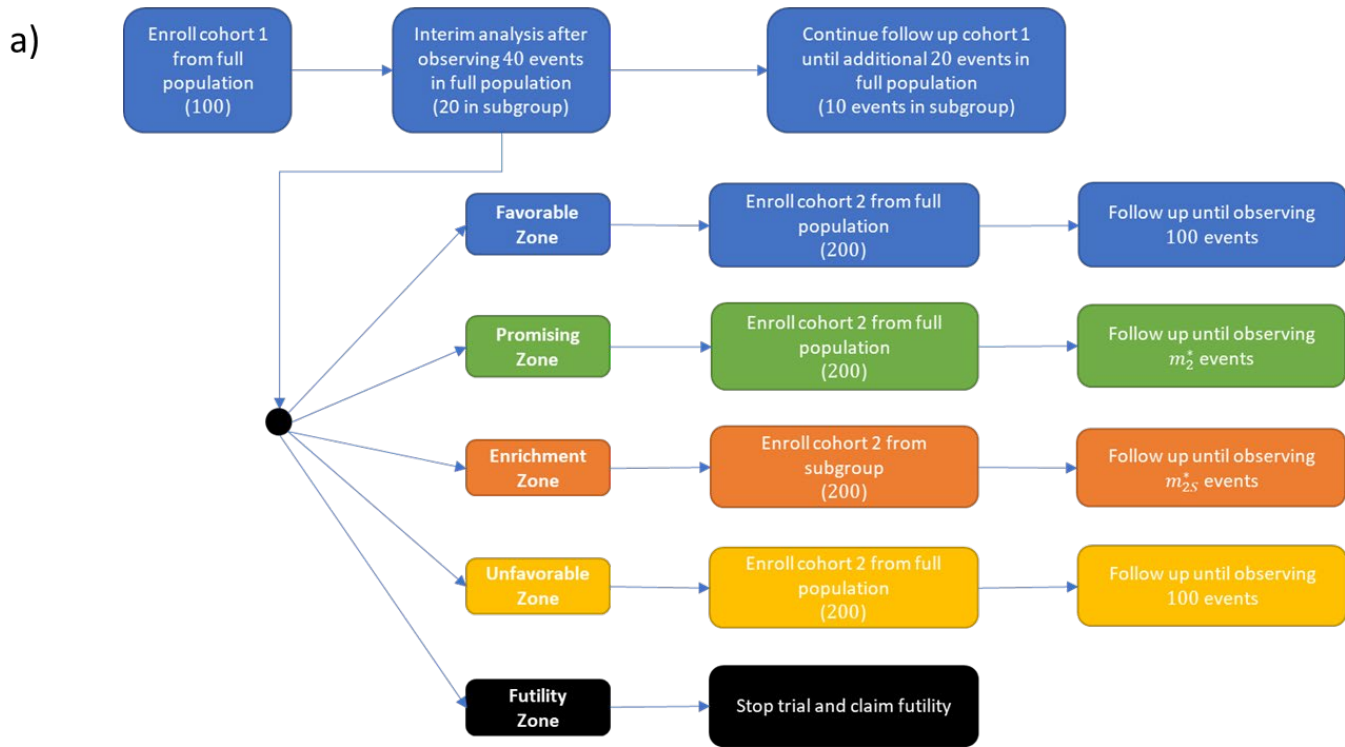 a)
Enroll cohort 1
from full
population
(100)
Interim analysis after
observing 40 events
in full population
(20 in subgroup)
Continue follow up cohort 1
until additional 20 events in
full population
(10 events in subgroup)
Favorable
Zone
Enroll cohort 2 from full
population
(200)
Follow up until observing
100 events
Promising
Zone
Enroll cohort 2 from full
population
(200)
Follow up until observing
m₂* events
Enrichment
Zone
Enroll cohort 2 from
subgroup
(200)
Follow up until observing
m₂S* events
Unfavorable
Zone
Enroll cohort 2 from full
population
(200)
Follow up until observing
100 events
Futility
Zone
Stop trial and claim futility